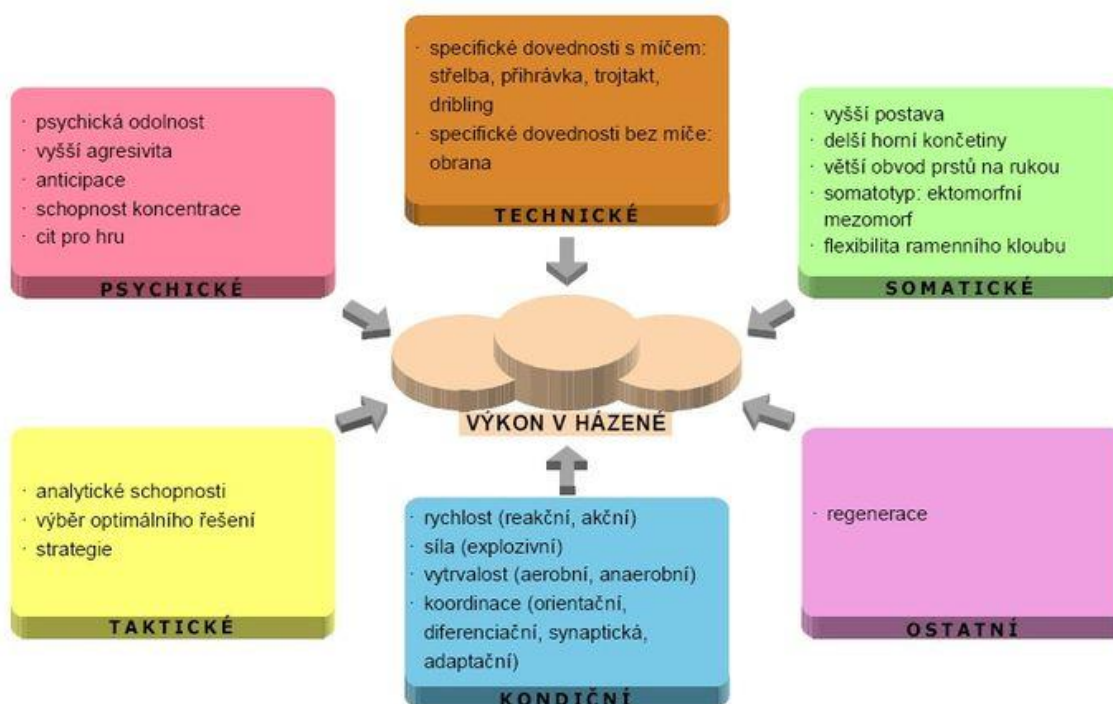 · psychická odolnost
· vyšší agresivita
· anticipace
· schopnost koncentrace
· cit pro hru
PSYCHICKÉ
· specifické dovednosti s míčem:
střelba, přihrávka, trojtakt,
dribling
· specifické dovednosti bez míče:
obrana
TECHNICKÉ
· vyšší postava
· delší horní končetiny
· větší obvod prstů na rukou
· somatotyp: ektomorfní
mezomorf
· flexibilita ramenního kloubu
SOMATICKÉ
VÝKON V HÁZENÉ
· analytické schopnosti
· výběr optimálního řešení
· strategie
TAKTICKÉ
· rychlost (reakční, akční)
· síla (explozivní)
· vytrvalost (aerobní, anaerobní)
· koordinace (orientační,
diferenciační, synaptická,
adaptační)
KONDIČNÍ
· regenerace
OSTATNÍ